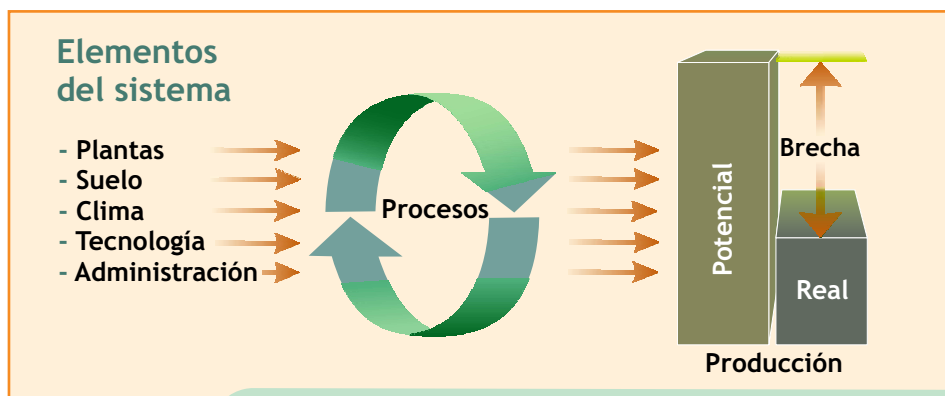 Elementos
del sistema
- Plantas
- Suelo
- Clima
- Tecnología
- Administración
Procesos
Potencial
Brecha
Real
Producción